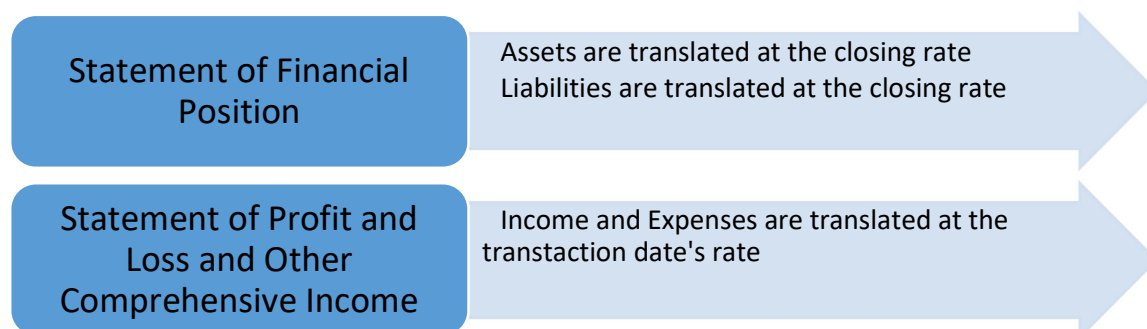 Statement of Financial
Position
Assets are translated at the closing rate
Liabilities are translated at the closing rate
Statement of Profit and
Loss and Other
Comprehensive Income
Income and Expenses are translated at the
transtaction date's rate